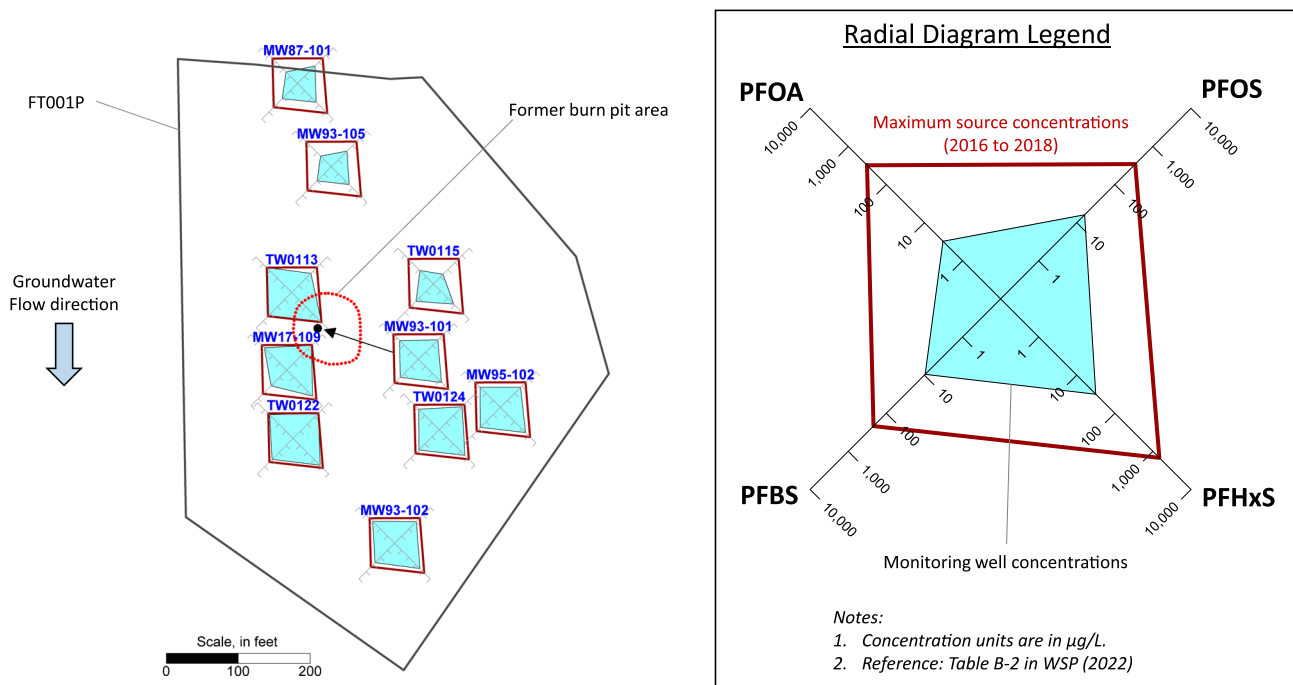 MW87-101
FT001P
Former burn pit area
MW93-105
TW0113
TW0115
Groundwater
Flow direction
MW17-109
MW93-101
MW95-102
TW0122
TW0124
MW93-102
Scale, in feet
0 100 200
Radial Diagram Legend
PFOA
PFOS
Maximum source concentrations
(2016 to 2018)
10,000
1,000
100
10
1
10,000
1,000
100
10
1
1
10
100
1,000
10,000
1
10
100
1,000
10,000
PFBS
PFHxS
Monitoring well concentrations
Notes:
1. Concentration units are in µg/L.
2. Reference: Table B-2 in WSP (2022)